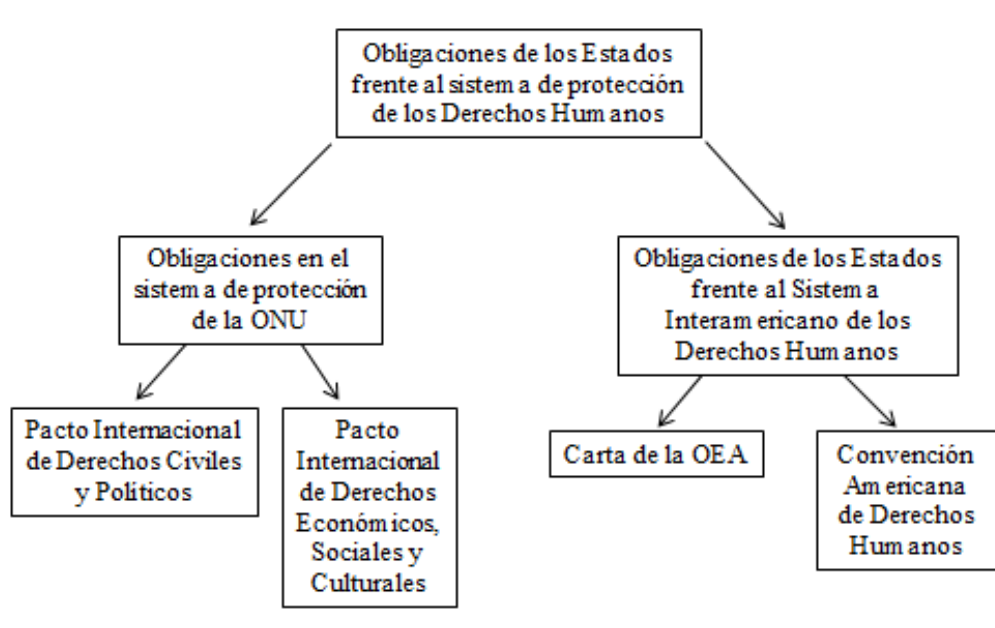 Obligaciones de los Estados
frente al sistema de protección
de los Derechos Humanos
Obligaciones en el
sistema de protección
de la ONU
Obligaciones de los Estados
frente al Sistema
Interamericano de los
Derechos Humanos
Pacto Internacional
de Derechos Civiles
y Políticos
Pacto
Internacional
de Derechos
Económicos,
Sociales y
Culturales
Carta de la OEA
Convención
Americana
de Derechos
Humanos